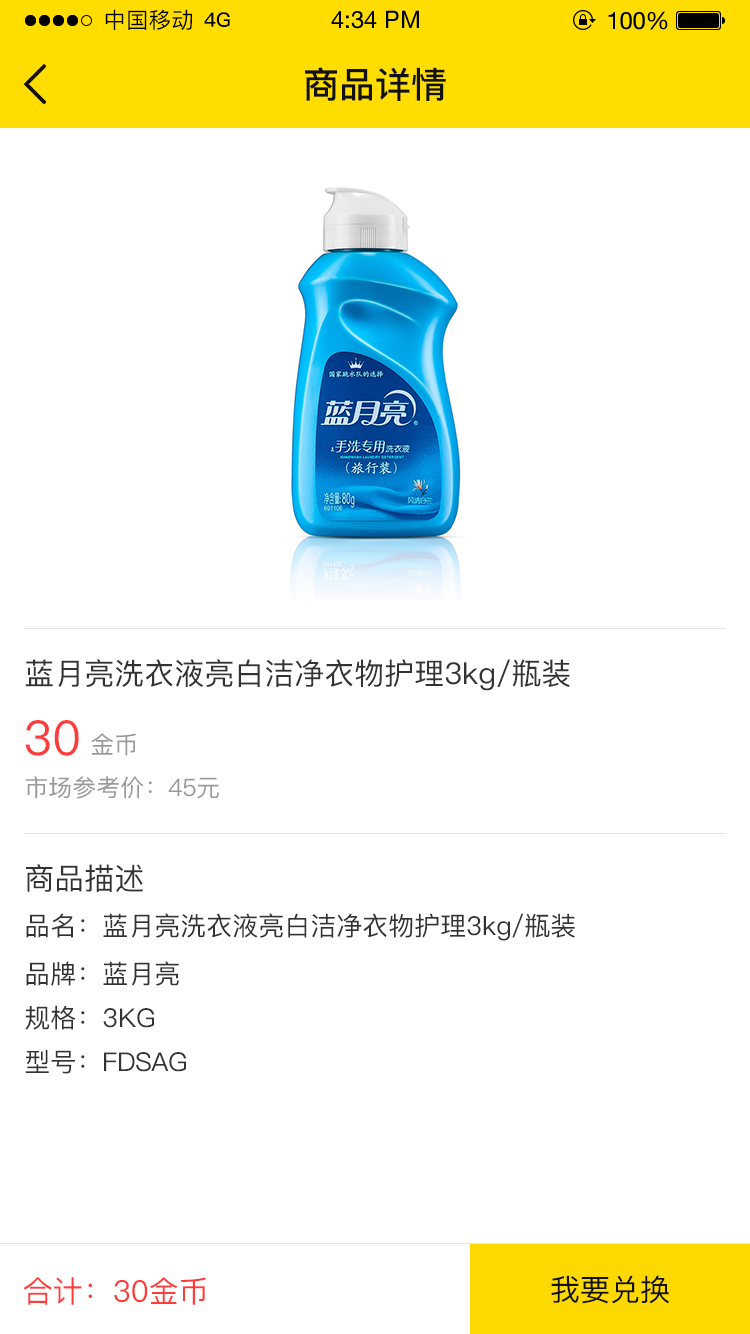 中国移动 4G 4:34 PM 100%
商品详情
国家跳水队的选择
蓝月亮
手洗专用洗衣液
HANDWASH LAUNDRY DETERGENT
(旅行装)
净含量:80g
691106
风清白兰
蓝月亮洗衣液亮白洁净衣物护理3kg/瓶装
30 金币
市场参考价：45元
商品描述
品名：蓝月亮洗衣液亮白洁净衣物护理3kg/瓶装
品牌：蓝月亮
规格：3KG
型号：FDSAG
合计：30金币
我要兑换